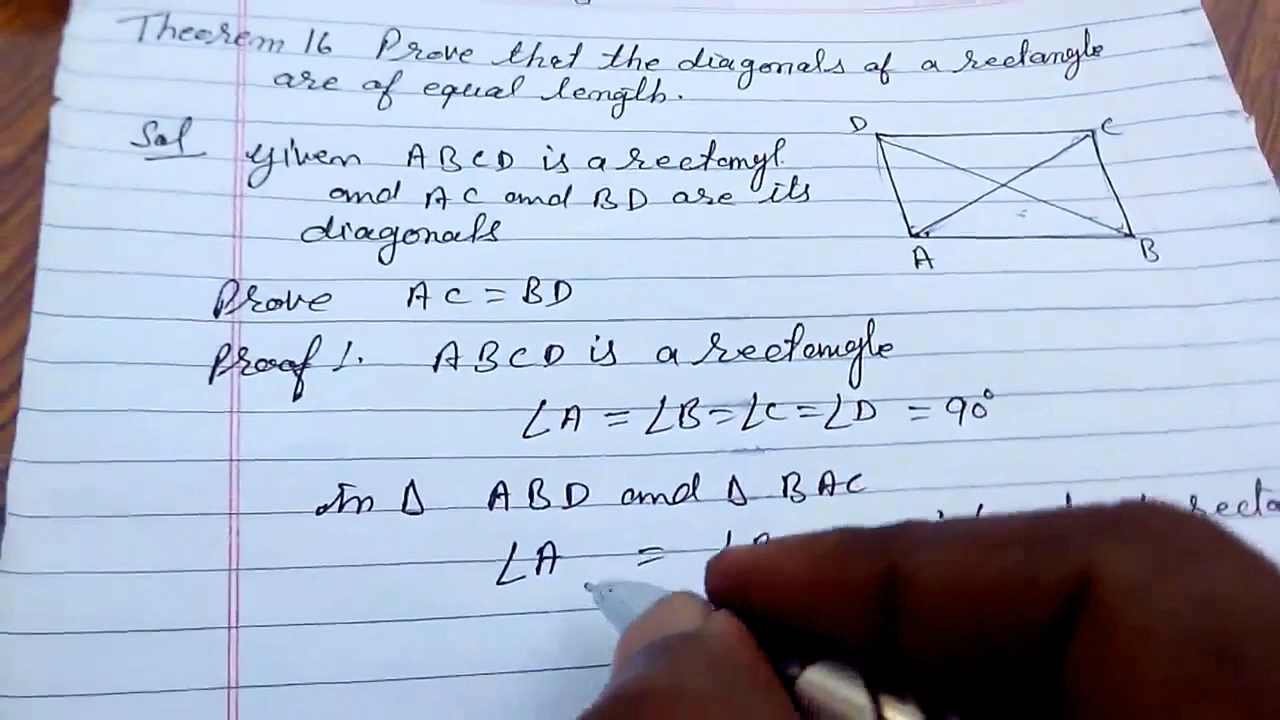 Theorem 16 Prove that the diagonals of a rectangle
are of equal length.
Sol Given ABCD is a rectangl.
and AC and BD are its
diagonals
D C
A B
Prove AC = BD
Proof 1. ABCD is a rectangle
∠A = ∠B = ∠C = ∠D = 90°
In Δ ABD and Δ BAC
∠A =